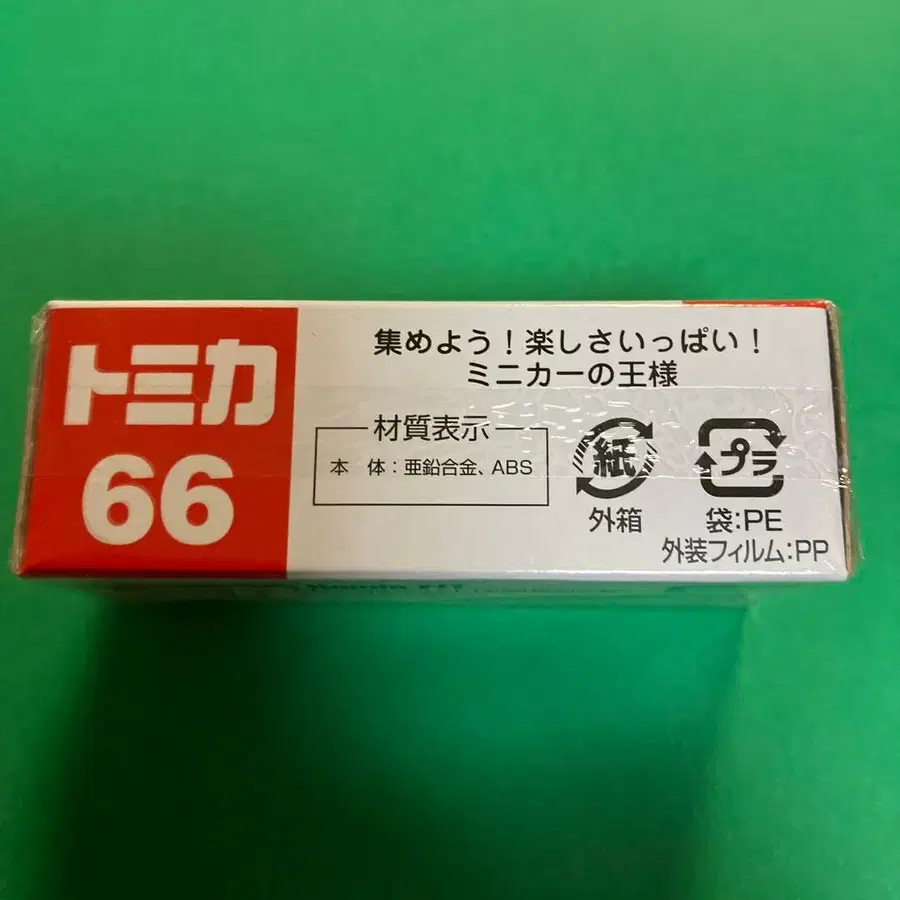 トミカ
66
集めよう！楽しさいっぱい！
ミニカーの王様
材質表示
本 体：亜鉛合金、ABS
紙
外箱
プラ
袋：PE
外装フィルム：PP